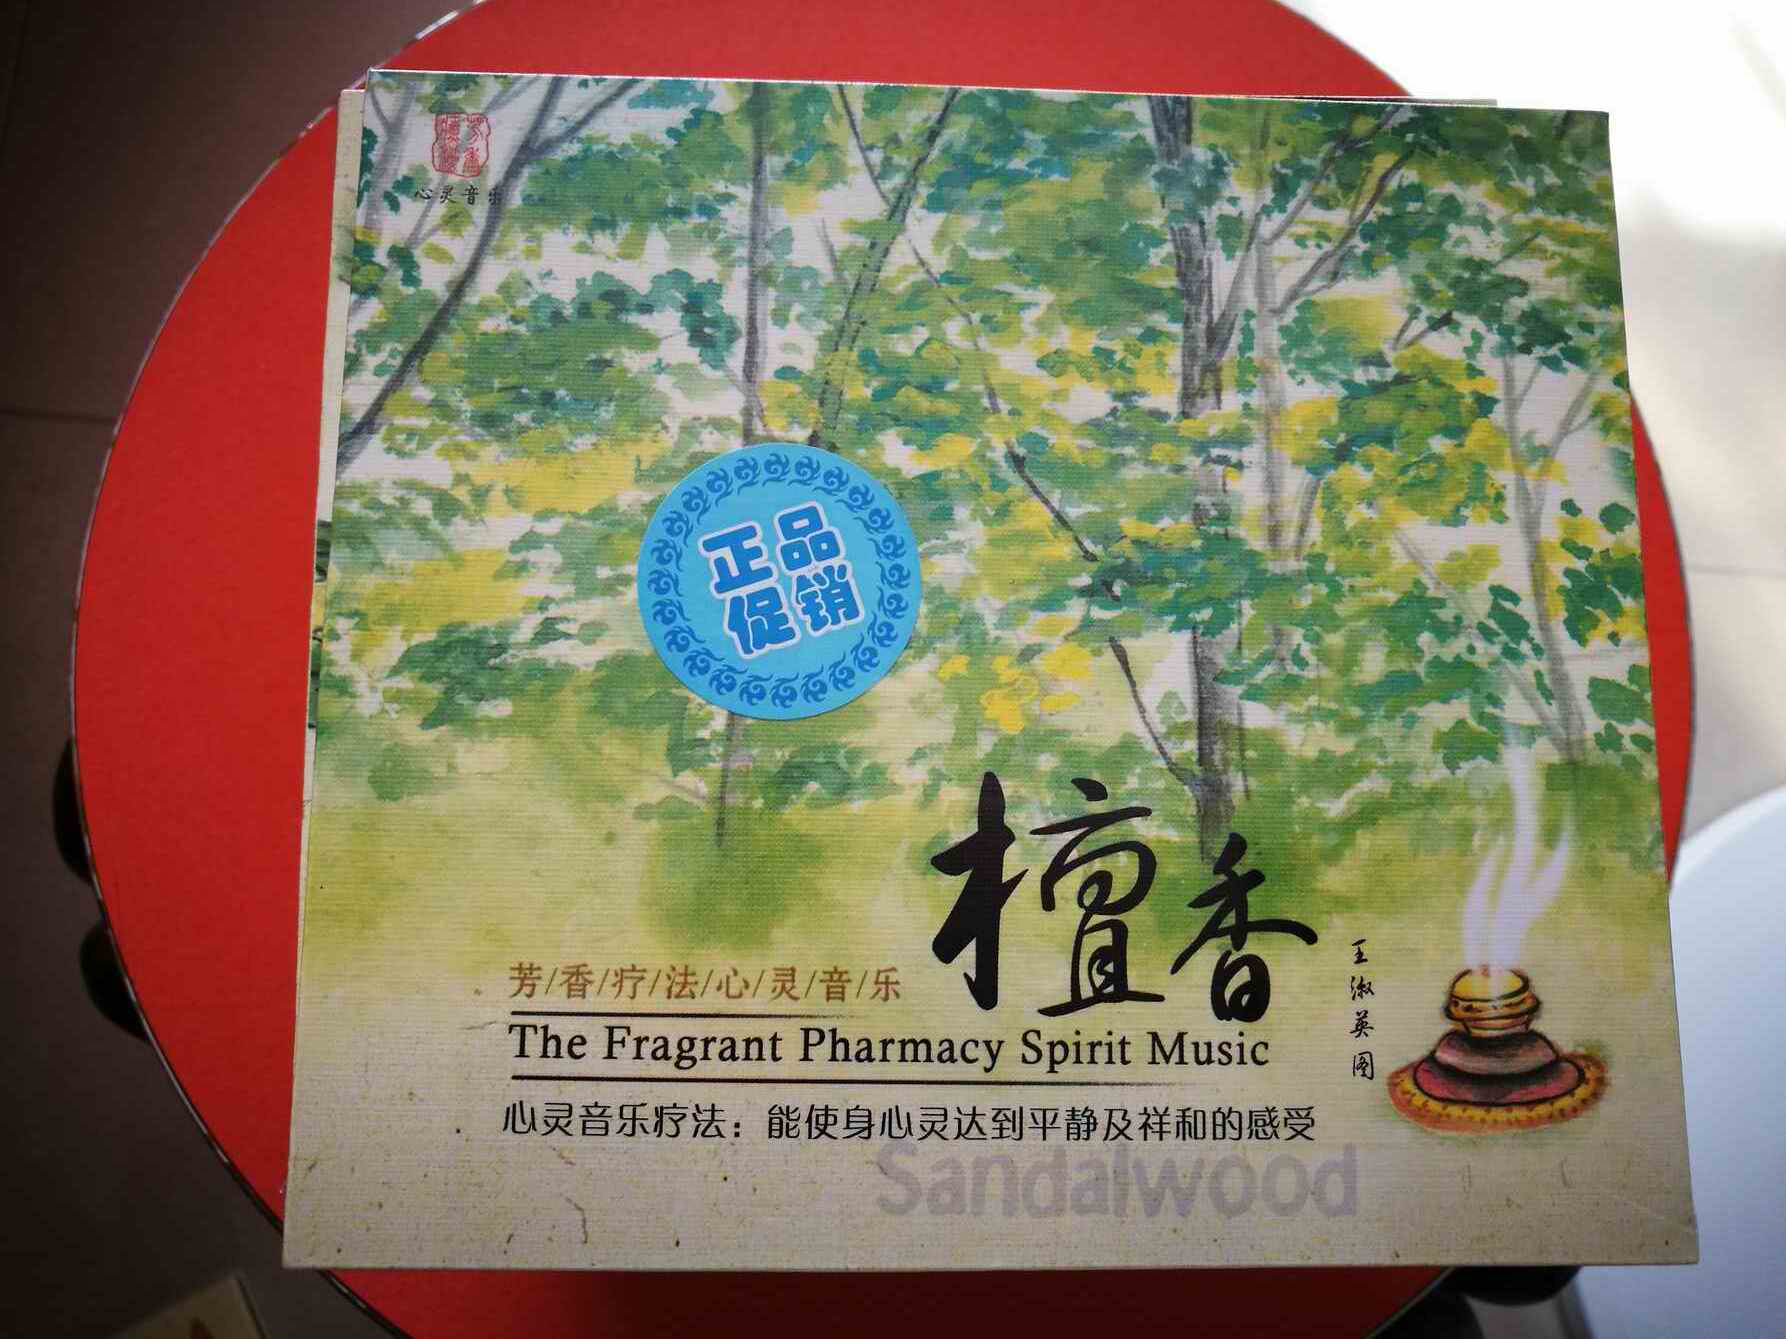 心灵音乐
正品
促销
檀香
芳/香/疗/法/心/灵/音/乐
The Fragrant Pharmacy Spirit Music
王淑英图
心灵音乐疗法：能使身心灵达到平静及祥和的感受
Sandalwood